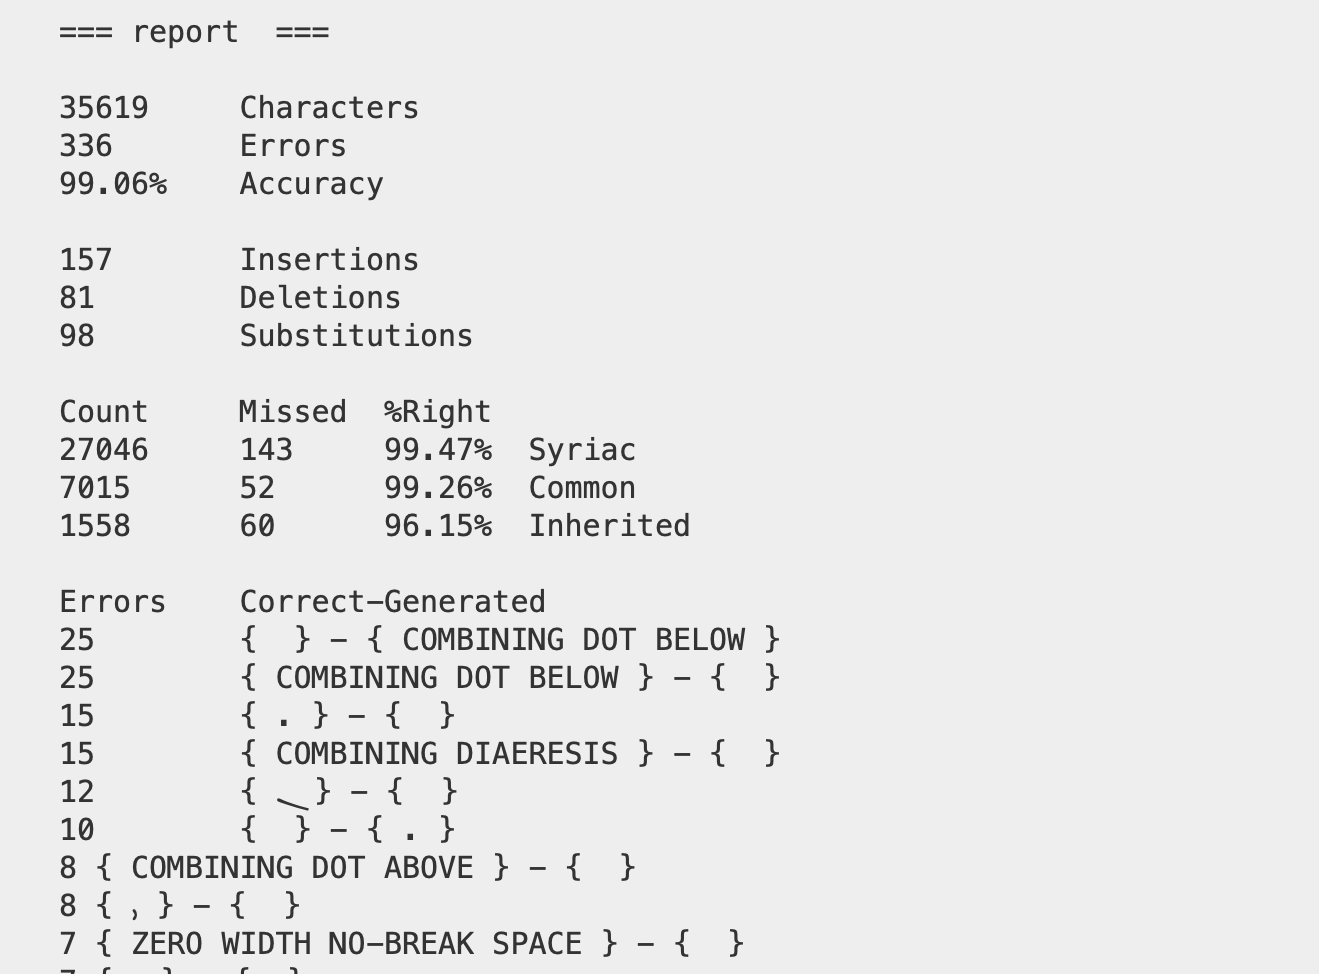 === report  ===
35619     Characters
336       Errors
99.06%    Accuracy
157       Insertions
81        Deletions
98        Substitutions
Count     Missed  %Right
27046     143     99.47%  Syriac
7015      52      99.26%  Common
1558      60      96.15%  Inherited
Errors    Correct-Generated
25        {  } - { COMBINING DOT BELOW }
25        { COMBINING DOT BELOW } - {  }
15        { . } - {  }
15        { COMBINING DIAERESIS } - {  }
12        { } - {  }
10        {  } - { . }
8 { COMBINING DOT ABOVE } - {  }
8 { } - {  }
7 { ZERO WIDTH NO-BREAK SPACE } - {  }